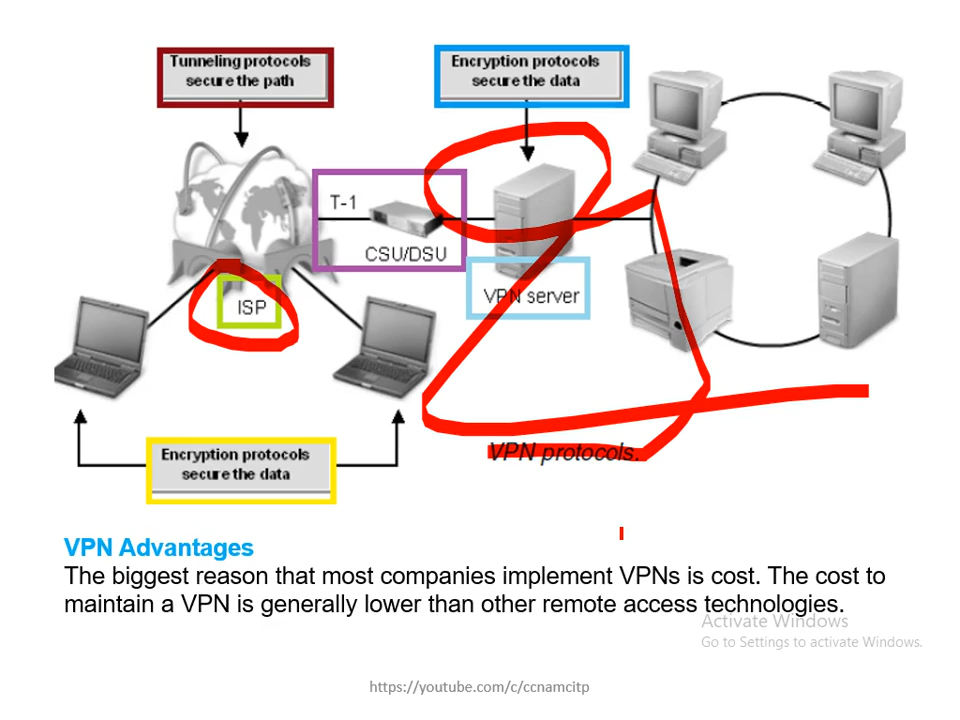 Tunneling protocols
secure the path
Encryption protocols
secure the data
T-1
CSU/DSU
ISP
VPN server
VPN protocols.
Encryption protocols
secure the data
VPN Advantages
The biggest reason that most companies implement VPNs is cost. The cost to
maintain a VPN is generally lower than other remote access technologies.
Activate Windows
Go to Settings to activate Windows.
https://youtube.com/c/ccnamcitp